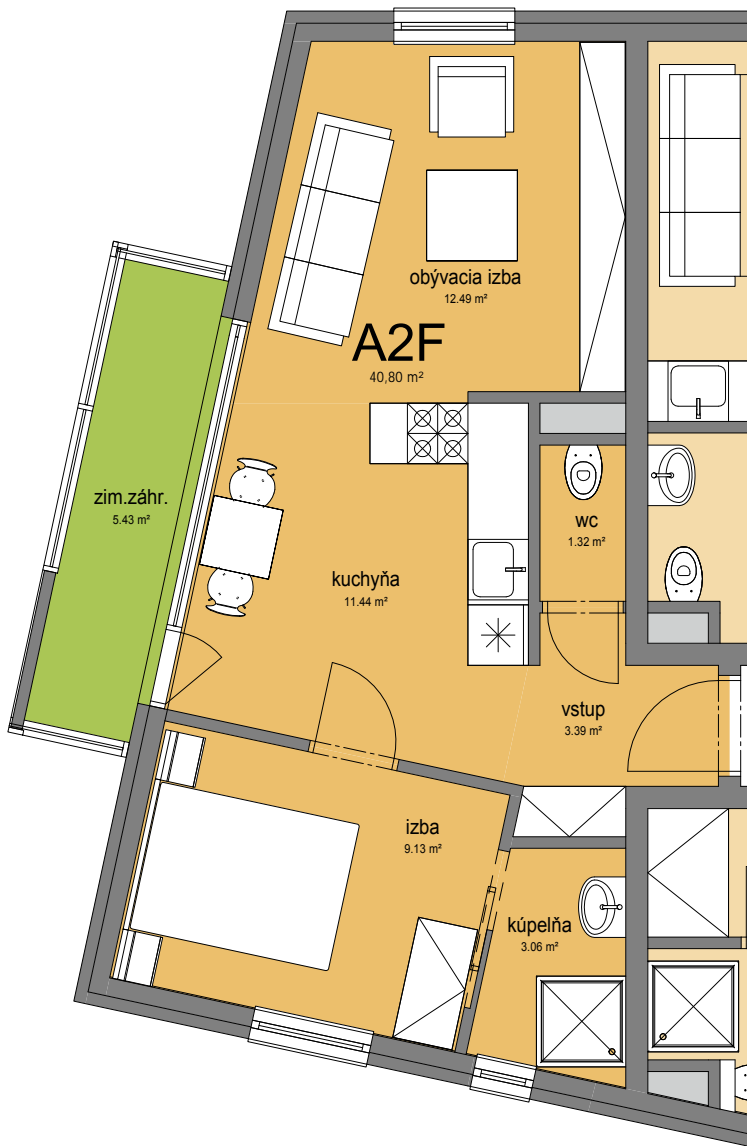 obývacia izba
12.49 m²
A2F
40,80 m²
zim.záhr.
5.43 m²
wc
1.32 m²
kuchyňa
11.44 m²
vstup
3.39 m²
izba
9.13 m²
kúpelňa
3.06 m²